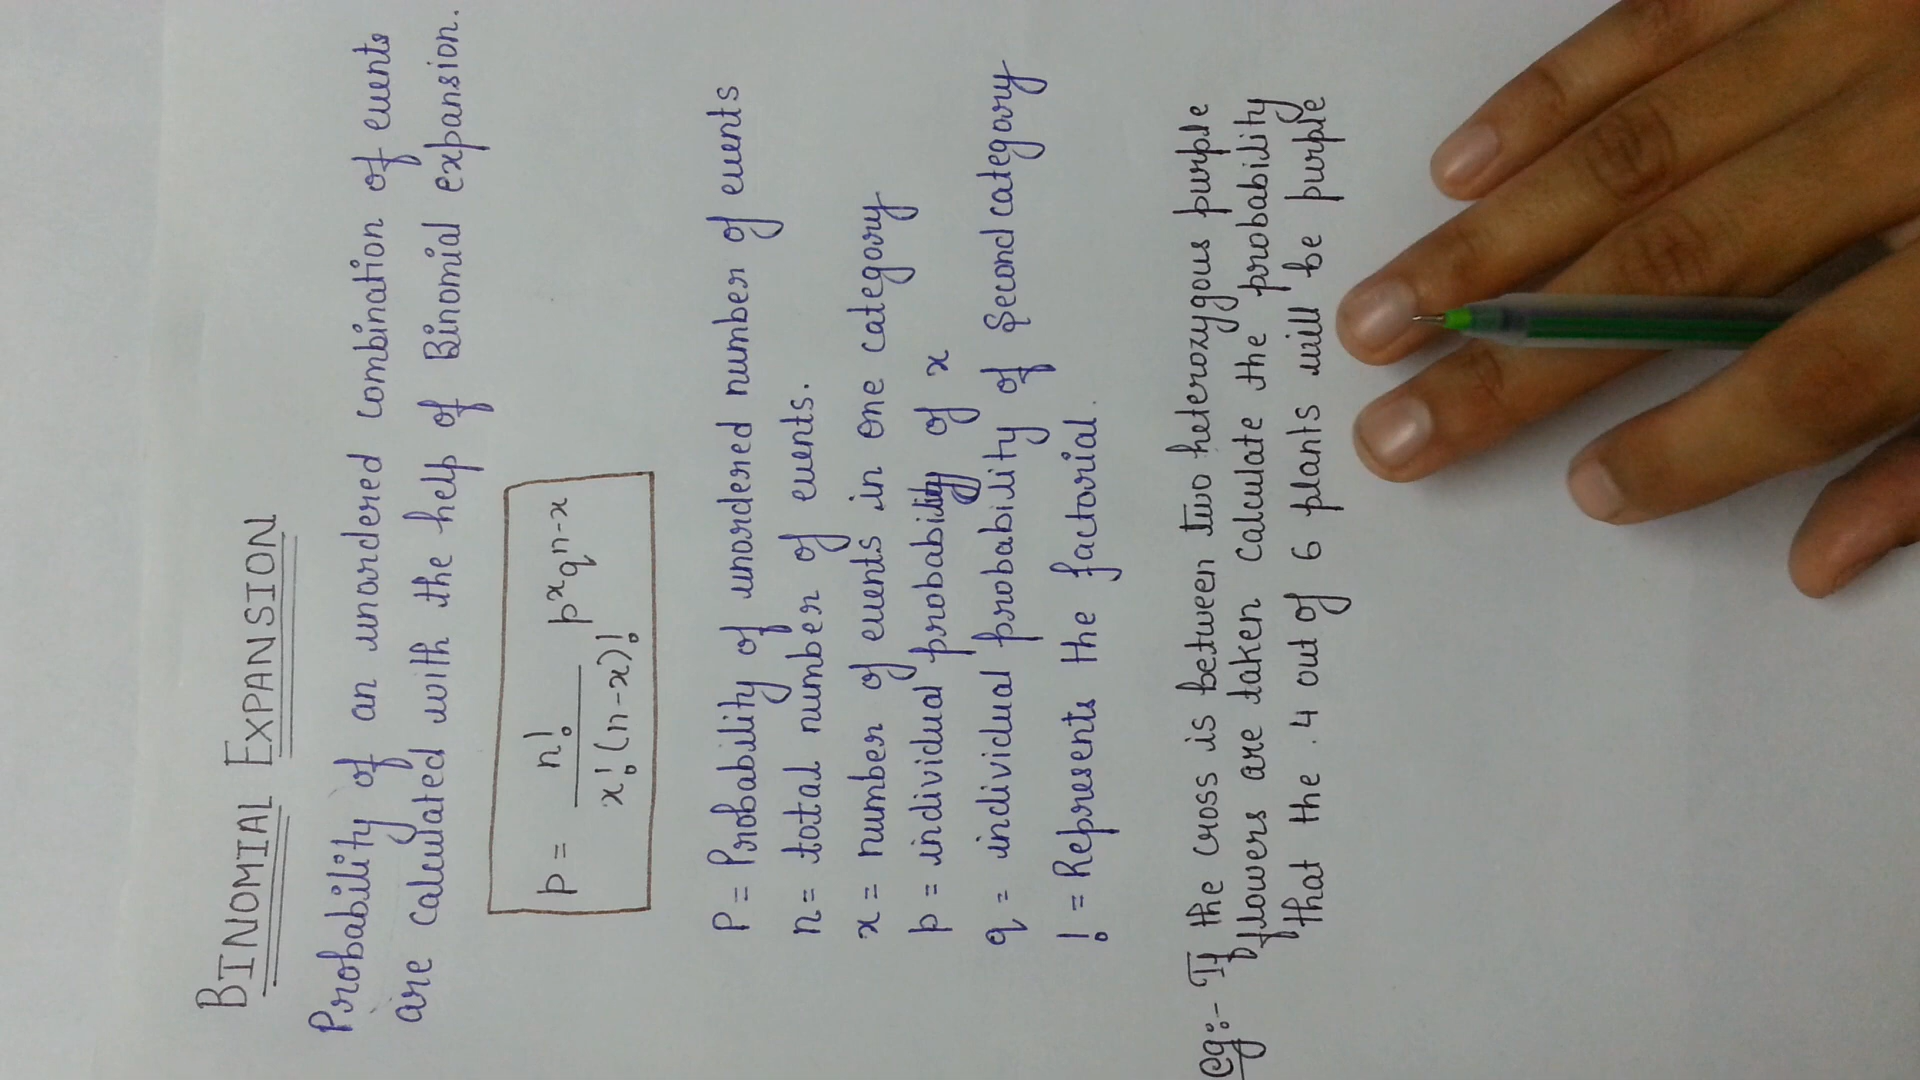 BINOMIAL EXPANSION
Probability of an unordered combination of events
are calculated with the help of Binomial expansion.
p = n! / x!(n-x)! p^x q^n-x
P = Probability of unordered number of events
n = total number of events.
x = number of events in one category
p = individual probability of x
q = individual probability of Second category
! = Represents the factorial.
eg:- If the cross is between two heterozygous purple
flowers are taken calculate the probability
that the .4 out of 6 plants will be purple